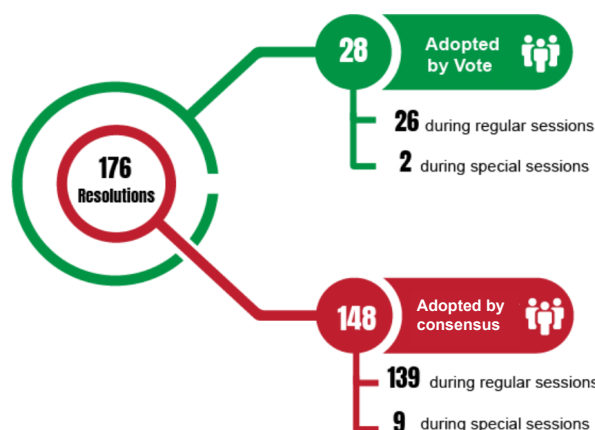 28
Adopted
by Vote
26 during regular sessions
2 during special sessions
176
Resolutions
148
Adopted by
consensus
139 during regular sessions
9 during special sessions